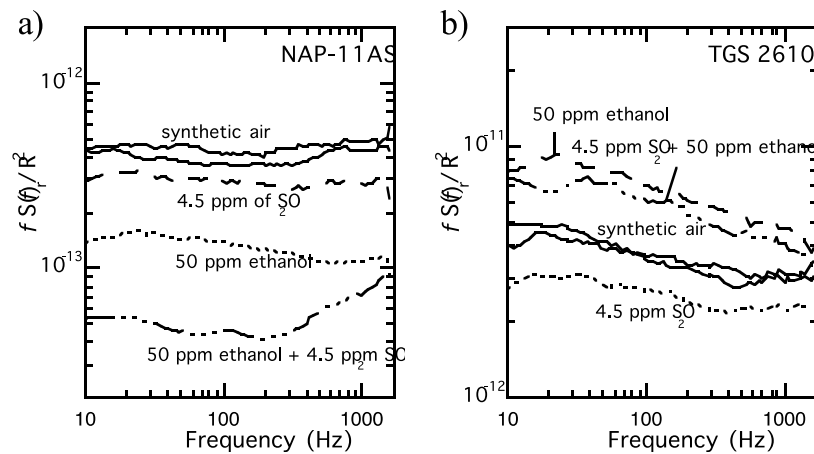 a)
NAP-11AS
10^-12
synthetic air
4.5 ppm of SO2
10^-13
50 ppm ethanol
50 ppm ethanol + 4.5 ppm SO2
f S(f)r/R^2
10 100 1000
Frequency (Hz)
b)
TGS 2610
10^-11
50 ppm ethanol
4.5 ppm SO2 + 50 ppm ethanol
synthetic air
4.5 ppm SO2
10^-12
f S(f)r/R^2
10 100 1000
Frequency (Hz)